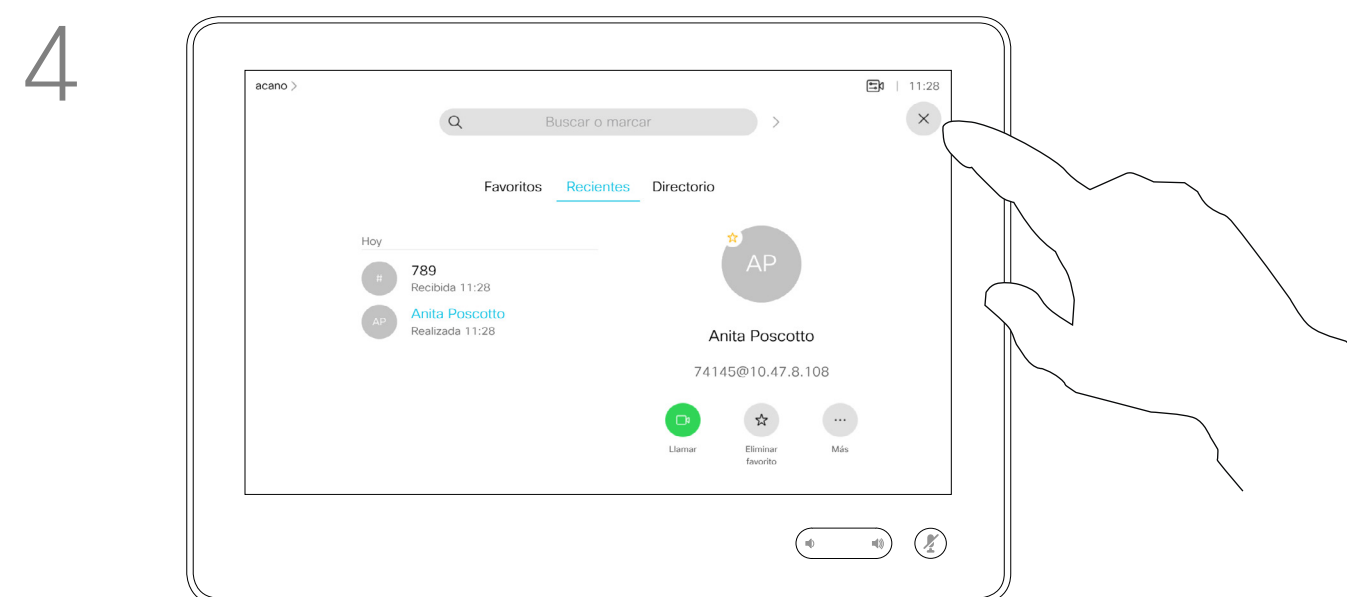 4
acano >
11:28
Buscar o marcar
Favoritos Recientes Directorio
Hoy
#
789
Recibida 11:28
AP
Anita Poscotto
Realizada 11:28
AP
Anita Poscotto
74145@10.47.8.108
Llamar
Eliminar
favorito
Más